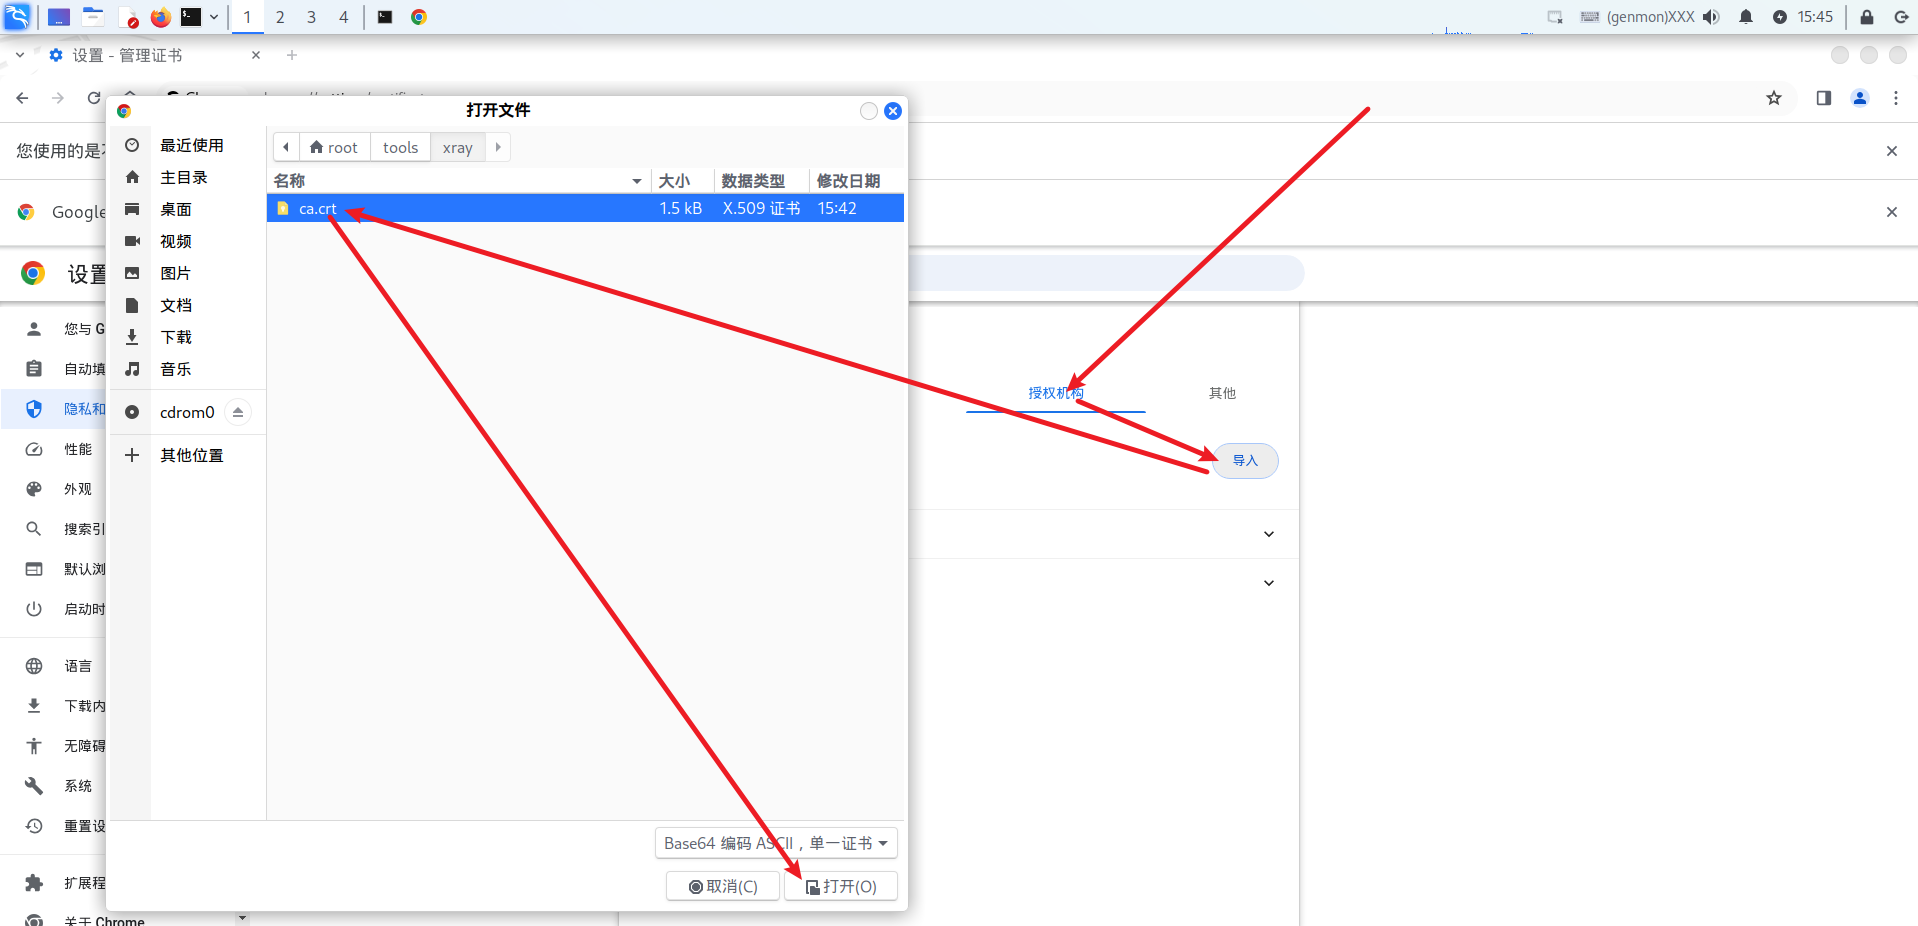 1 2 3 4
(genmon)XXX
15:45
设置 - 管理证书
打开文件
您使用的是
Google
设置
最近使用
主目录
桌面
视频
图片
文档
下载
音乐
cdrom0
其他位置
root
tools
xray
名称 大小 数据类型 修改日期
ca.crt 1.5 kB X.509 证书 15:42
Base64 编码 ASCII，单一证书
取消(C)
打开(O)
您与 G
自动填
隐私和
性能
外观
搜索引
默认浏
启动时
语言
下载内
无障碍
系统
重置设
扩展程
关于 Chrome
授权机构
其他
导入